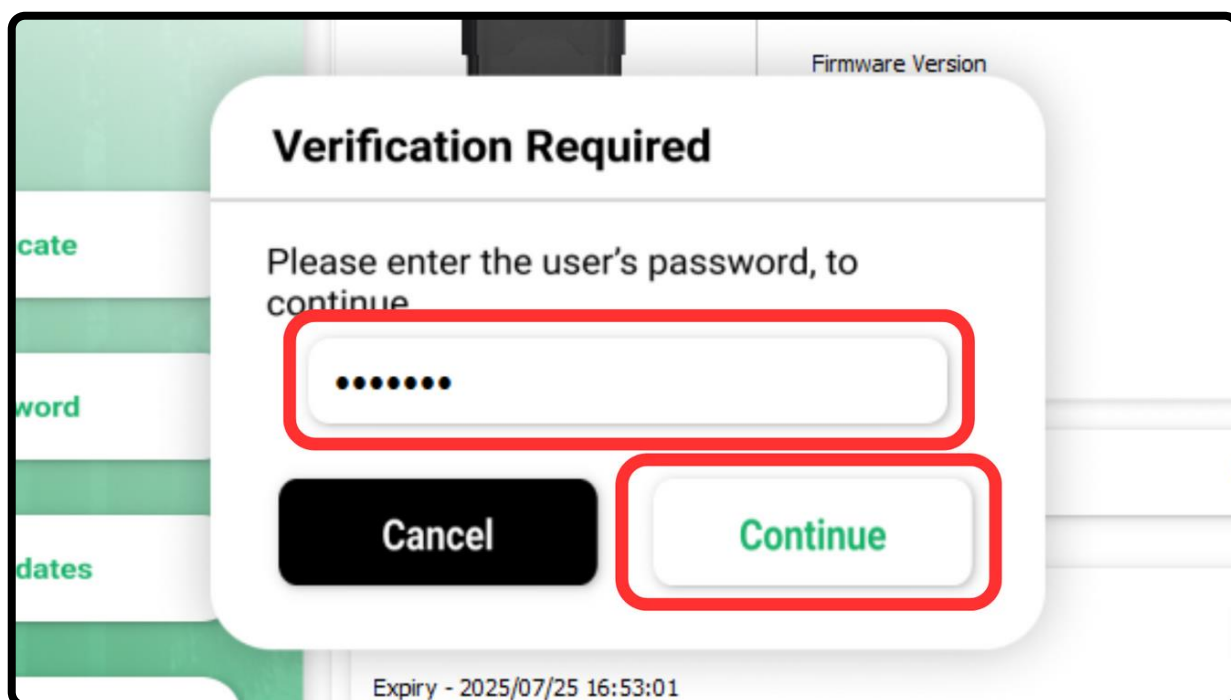 Firmware Version
Verification Required
cate
Please enter the user’s password, to
continue
word
•••••••
Cancel
Continue
dates
Expiry - 2025/07/25 16:53:01